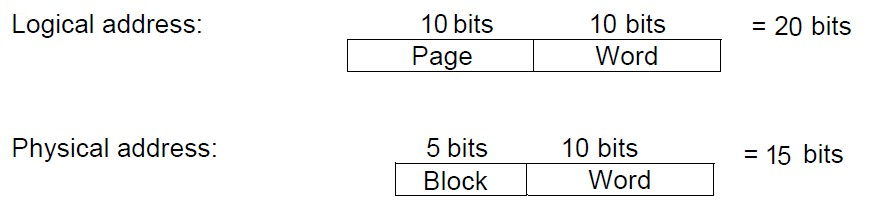 Logical address: 10 bits 10 bits = 20 bits
Page Word
Physical address: 5 bits 10 bits = 15 bits
Block Word